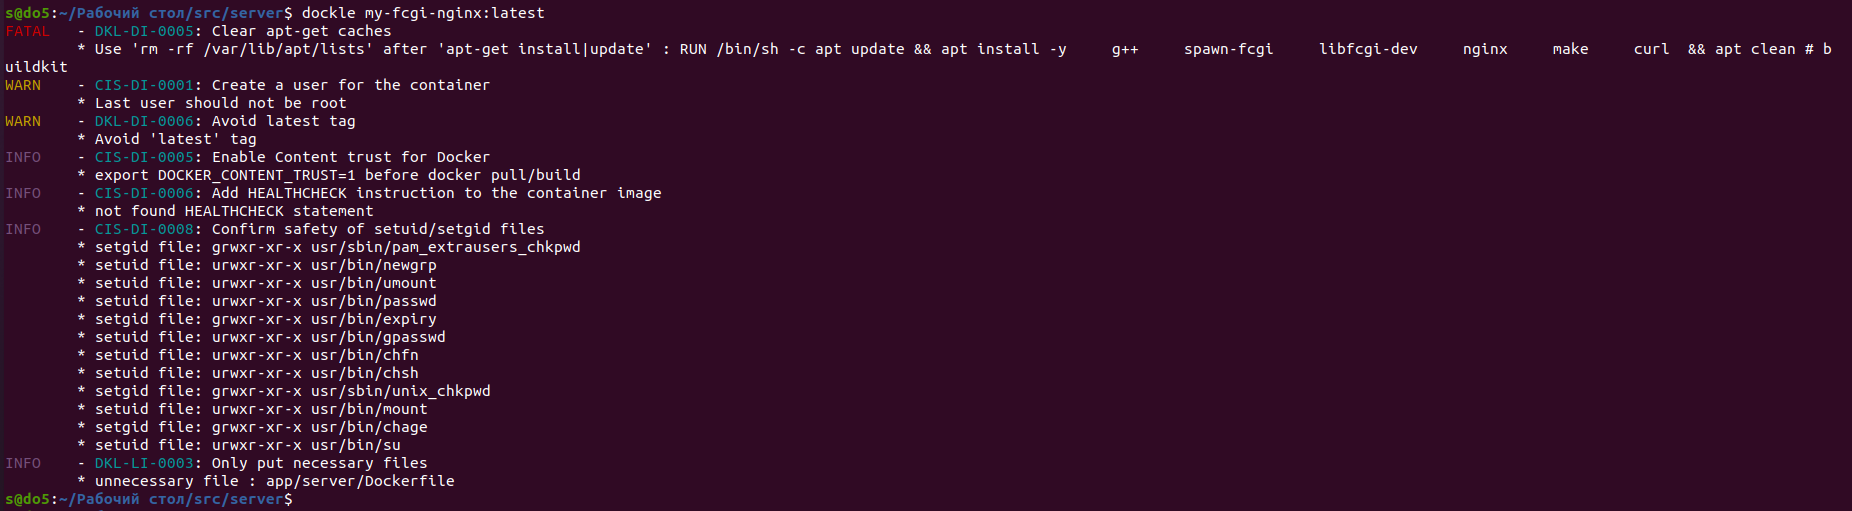 s@do5:~/Рабочий стол/src/server$ dockle my-fcgi-nginx:latest
FATAL   - DKL-DI-0005: Clear apt-get caches
        * Use 'rm -rf /var/lib/apt/lists' after 'apt-get install|update' : RUN /bin/sh -c apt update && apt install -y     g++     spawn-fcgi     libfcgi-dev     nginx     make     curl  && apt clean # b
uildkit
WARN    - CIS-DI-0001: Create a user for the container
        * Last user should not be root
WARN    - DKL-DI-0006: Avoid latest tag
        * Avoid 'latest' tag
INFO    - CIS-DI-0005: Enable Content trust for Docker
        * export DOCKER_CONTENT_TRUST=1 before docker pull/build
INFO    - CIS-DI-0006: Add HEALTHCHECK instruction to the container image
        * not found HEALTHCHECK statement
INFO    - CIS-DI-0008: Confirm safety of setuid/setgid files
        * setgid file: grwxr-xr-x usr/sbin/pam_extrausers_chkpwd
        * setuid file: urwxr-xr-x usr/bin/newgrp
        * setuid file: urwxr-xr-x usr/bin/umount
        * setuid file: urwxr-xr-x usr/bin/passwd
        * setgid file: grwxr-xr-x usr/bin/expiry
        * setuid file: urwxr-xr-x usr/bin/gpasswd
        * setuid file: urwxr-xr-x usr/bin/chfn
        * setuid file: urwxr-xr-x usr/bin/chsh
        * setgid file: grwxr-xr-x usr/sbin/unix_chkpwd
        * setuid file: urwxr-xr-x usr/bin/mount
        * setgid file: grwxr-xr-x usr/bin/chage
        * setuid file: urwxr-xr-x usr/bin/su
INFO    - DKL-LI-0003: Only put necessary files
        * unnecessary file : app/server/Dockerfile
s@do5:~/Рабочий стол/src/server$